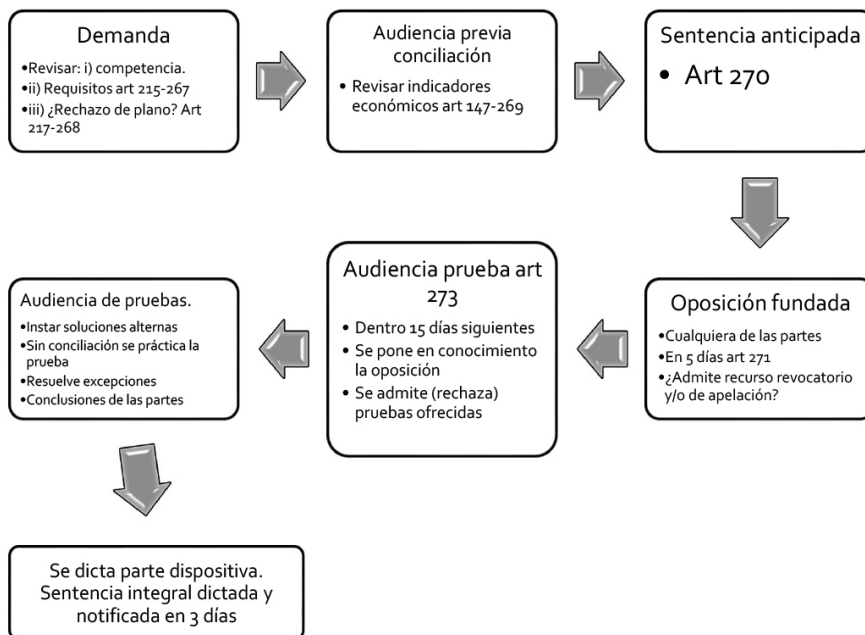 Demanda
•Revisar: i) competencia.
•ii) Requisitos art 215-267
•iii) ¿Rechazo de plano? Art
217-268
Audiencia previa
conciliación
• Revisar indicadores
económicos art 147-269
Sentencia anticipada
• Art 270
Oposición fundada
•Cualquiera de las partes
•En 5 días art 271
•¿Admite recurso revocatorio
y/o de apelación?
Audiencia prueba art
273
• Dentro 15 días siguientes
• Se pone en conocimiento
la oposición
• Se admite (rechaza)
pruebas ofrecidas
Audiencia de pruebas.
•Instar soluciones alternas
•Sin conciliación se práctica la
prueba
•Resuelve excepciones
•Conclusiones de las partes
Se dicta parte dispositiva.
Sentencia integral dictada y
notificada en 3 días